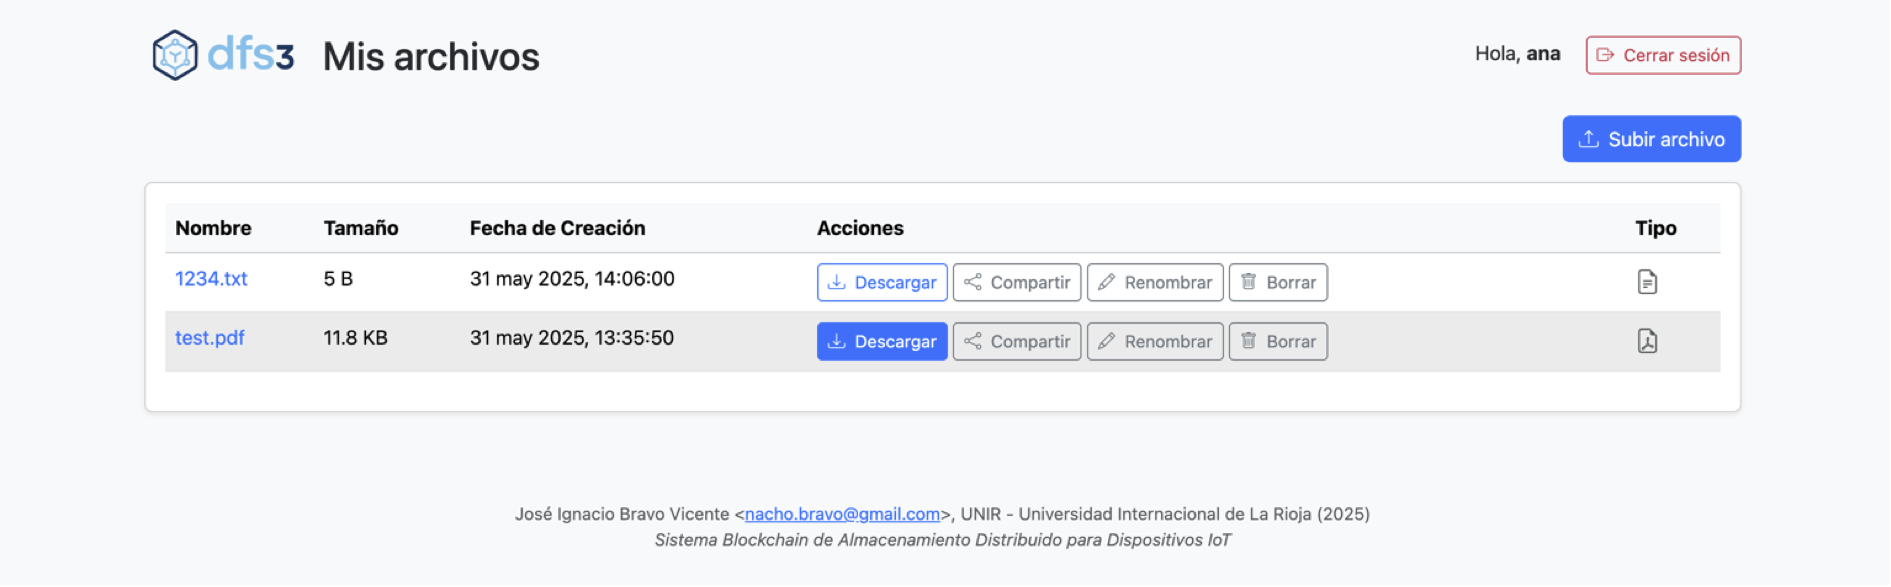 dfs3 Mis archivos Hola, ana Cerrar sesión
Subir archivo
Nombre Tamaño Fecha de Creación Acciones Tipo
1234.txt 5 B 31 may 2025, 14:06:00 Descargar Compartir Renombrar Borrar
test.pdf 11.8 KB 31 may 2025, 13:35:50 Descargar Compartir Renombrar Borrar
José Ignacio Bravo Vicente <nacho.bravo@gmail.com>, UNIR - Universidad Internacional de La Rioja (2025)
Sistema Blockchain de Almacenamiento Distribuido para Dispositivos IoT